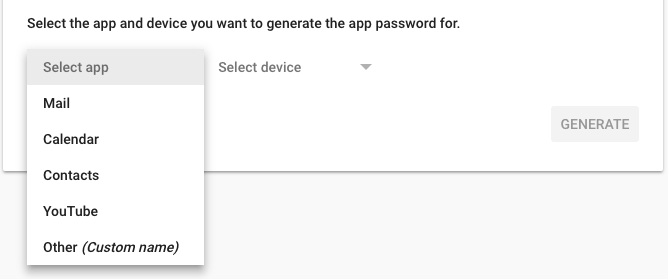 Select the app and device you want to generate the app password for.
Select app
Select device
Mail
Calendar
GENERATE
Contacts
YouTube
Other (Custom name)